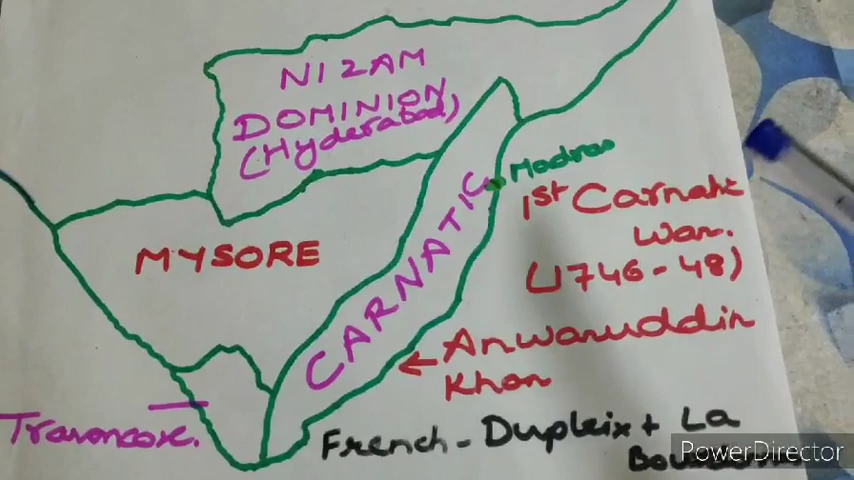 NIZAM
DOMINION
(Hyderabad)
Madras
1st Carnatic
War.
(1746-48)
MYSORE
CARNATIC
Anwaruddin
Khan
Travancore.
French - Dupleix + La
PowerDirector